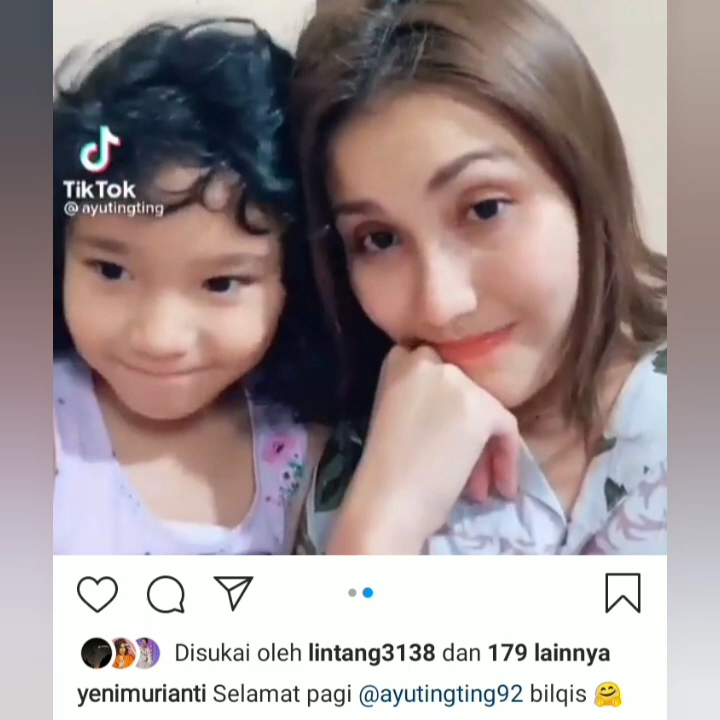 TikTok
@ayutingting
Disukai oleh lintang3138 dan 179 lainnya
yenimurianti Selamat pagi @ayutingting92 bilqis 🤗